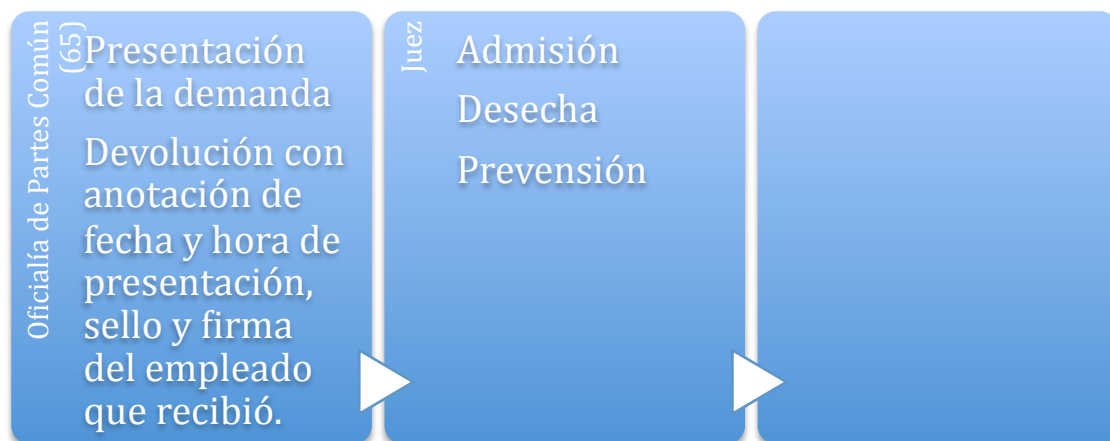 Oficialía de Partes Común
(65)
Presentación
de la demanda
Devolución con
anotación de
fecha y hora de
presentación,
sello y firma
del empleado
que recibió.
Juez
Admisión
Desecha
Prevensión